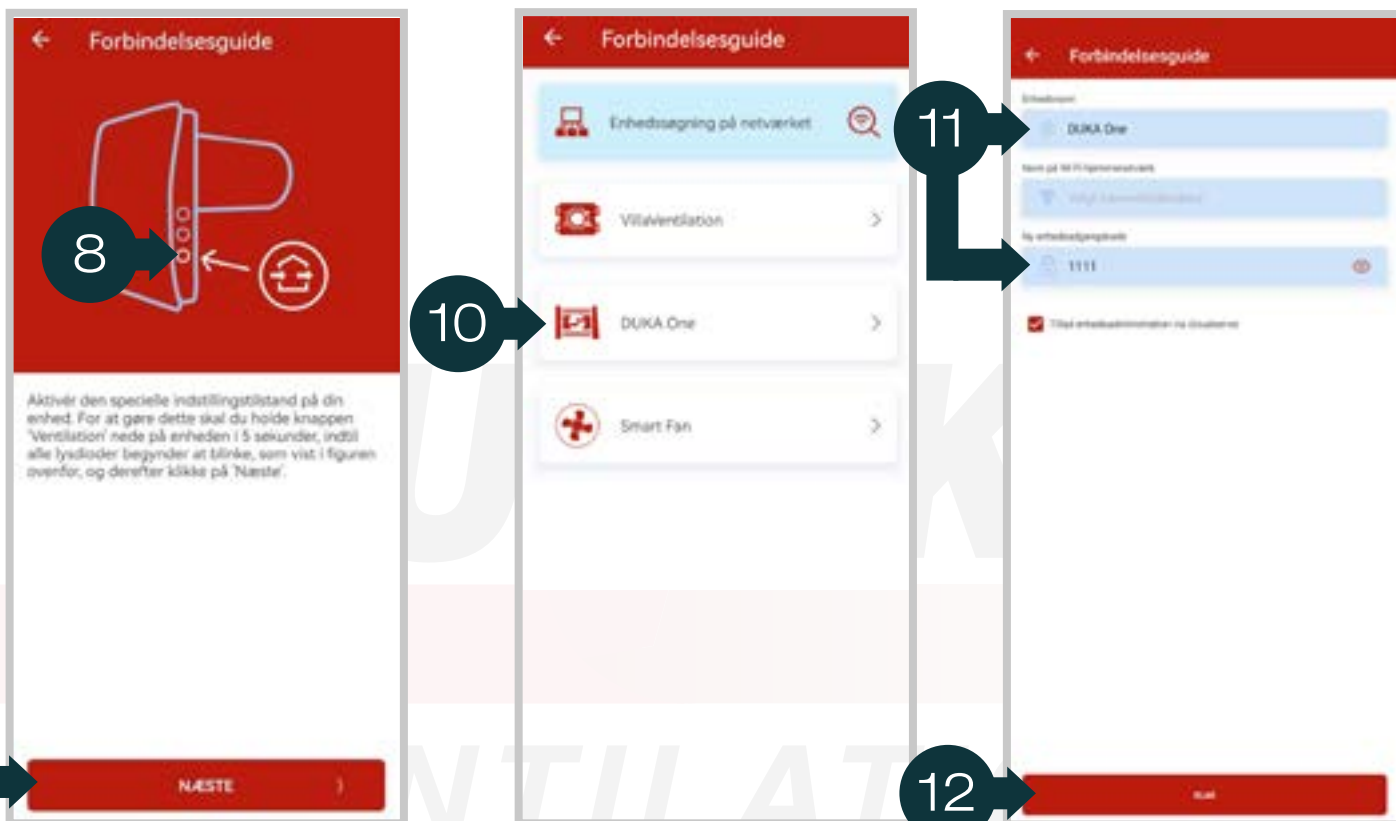 Forbindelsesguide
8
Aktivér den specielle indstillingstilstand på din
enhed. For at gøre dette skal du holde knappen
'Ventilation' nede på enheden i 5 sekunder, indtil
alle lysdioder begynder at blinke, som vist i figuren
ovenfor, og derefter klikke på 'Næste'.
NÆSTE
Forbindelsesguide
Enhedssøgning på netværket
VillaVentilation
10
DUKA One
Smart Fan
Forbindelsesguide
11
DUKA One
Ny enhedsadgangskode
1111
12